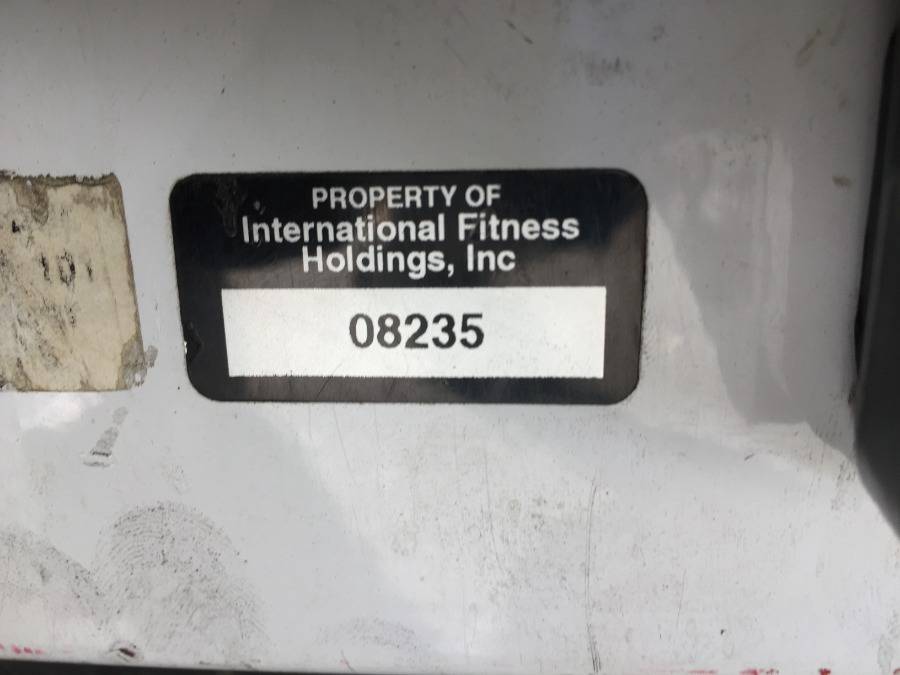 PROPERTY OF
International Fitness
Holdings, Inc
08235